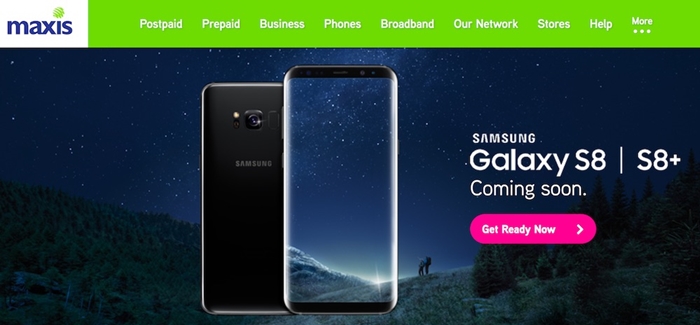 maxis
Postpaid Prepaid Business Phones Broadband Our Network Stores Help More
SAMSUNG
SAMSUNG
Galaxy S8 | S8+
Coming soon.
Get Ready Now